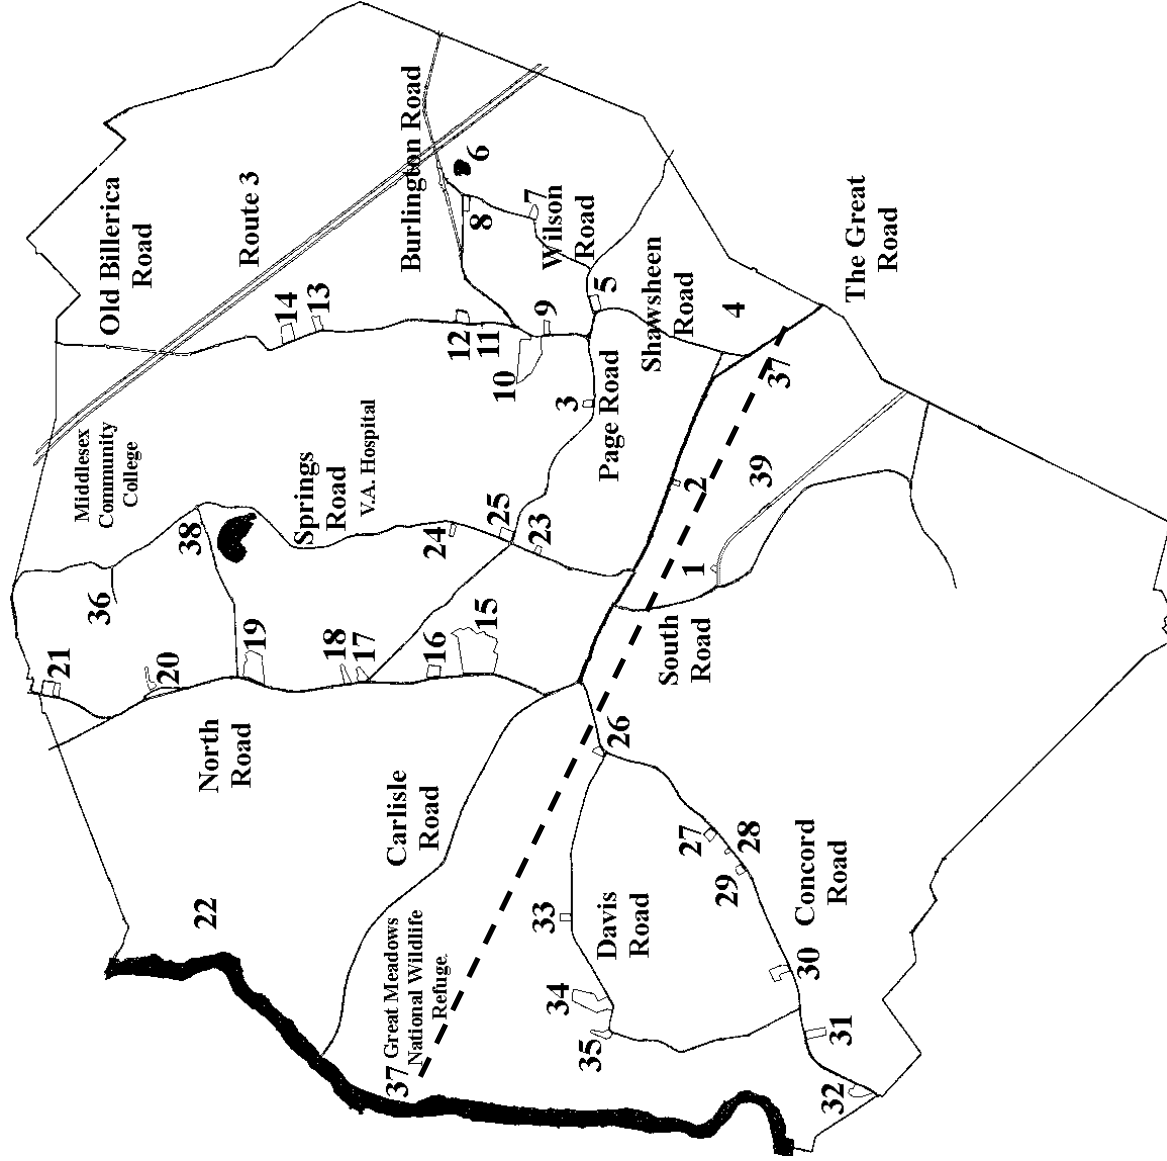 Old Billerica
Road
Route 3
Burlington Road
6
8
7
Wilson
Road
5
Shawsheen
Road
4
The Great
Road
14
13
12
11
9
10
3
Page Road
37
Middlesex
Community
College
Springs
Road
V.A. Hospital
38
36
24
25
23
2
39
1
21
20
19
18
17
16
15
South
Road
North
Road
Carlisle
Road
26
22
27
28
29
Concord
Road
33
Davis
Road
30
34
35
31
32
37
Great Meadows
National Wildlife
Refuge.